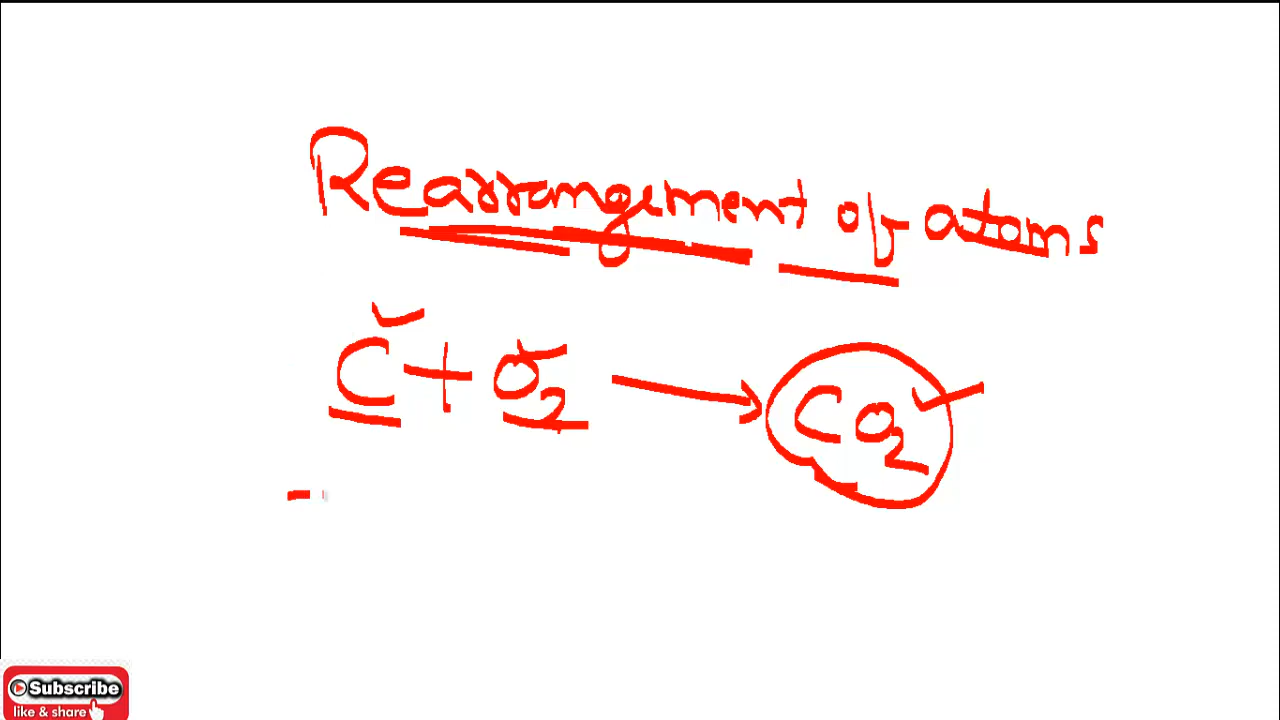 Rearrangement of atoms
C + O2 → CO2
Subscribe
like & share